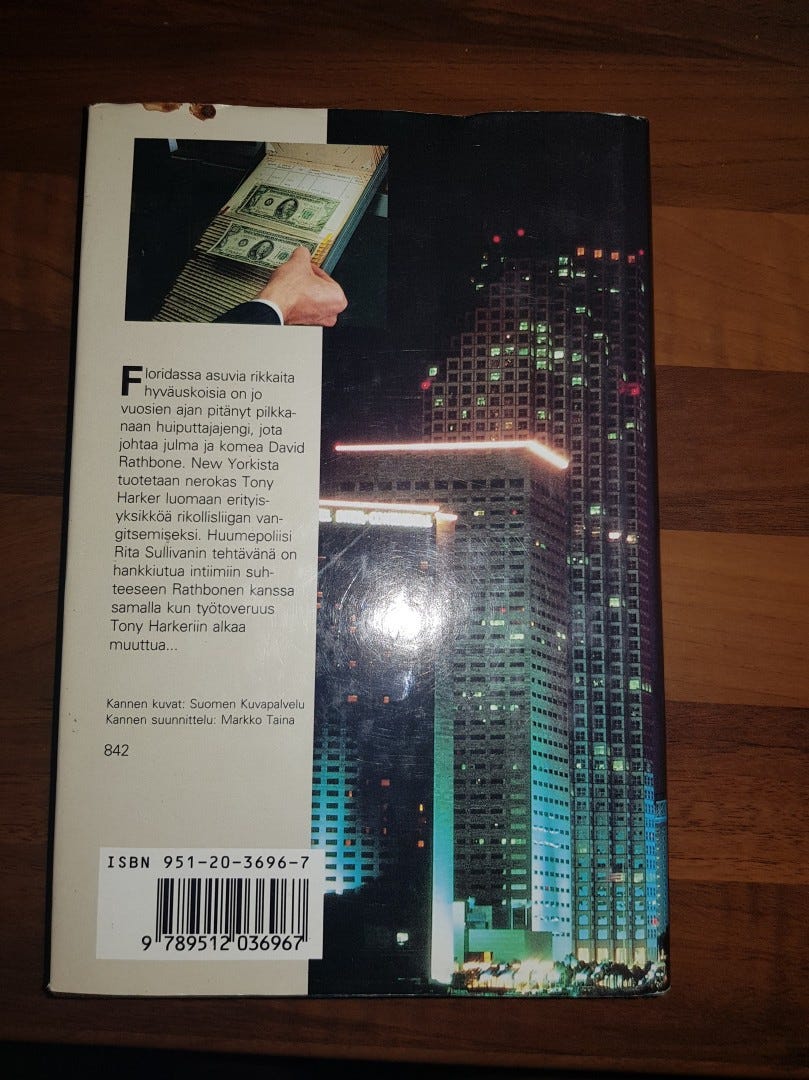 Floridassa asuvia rikkaita
hyväuskoisia on jo
vuosien ajan pitänyt pilkka-
naan huiputtajajengi, jota
johtaa julma ja komea David
Rathbone. New Yorkista
tuotetaan nerokas Tony
Harker luomaan erityis-
yksikköä rikollisliigan van-
gitsemiseksi. Huumepoliisi
Rita Sullivanin tehtävänä on
hankkiutua intiimiin suh-
teeseen Rathbonen kanssa
samalla kun työtoveruus
Tony Harkeriin alkaa
muuttua...
Kannen kuvat: Suomen Kuvapalvelu
Kannen suunnittelu: Markko Taina
842
ISBN 951-20-3696-7
9 789512 036967